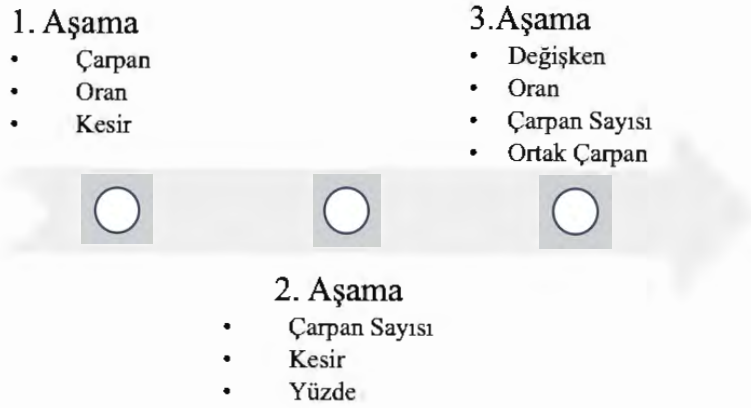 1. Aşama
• Çarpan
• Oran
• Kesir
3.Aşama
• Değişken
• Oran
• Çarpan Sayısı
• Ortak Çarpan
2. Aşama
• Çarpan Sayısı
• Kesir
• Yüzde